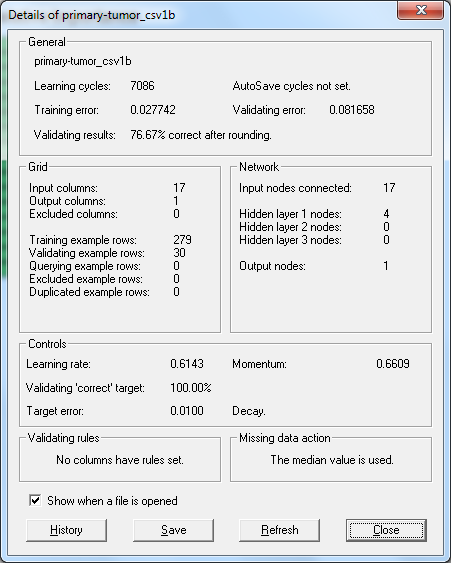 Details of primary-tumor_csv1b
General
primary-tumor_csv1b
Learning cycles: 7086 AutoSave cycles not set.
Training error: 0.027742 Validating error: 0.081658
Validating results: 76.67% correct after rounding.
Grid
Input columns: 17
Output columns: 1
Excluded columns: 0
Training example rows: 279
Validating example rows: 30
Querying example rows: 0
Excluded example rows: 0
Duplicated example rows: 0
Network
Input nodes connected: 17
Hidden layer 1 nodes: 4
Hidden layer 2 nodes: 0
Hidden layer 3 nodes: 0
Output nodes: 1
Controls
Learning rate: 0.6143 Momentum: 0.6609
Validating 'correct' target: 100.00%
Target error: 0.0100 Decay.
Validating rules
No columns have rules set.
Missing data action
The median value is used.
Show when a file is opened
History Save Refresh Close